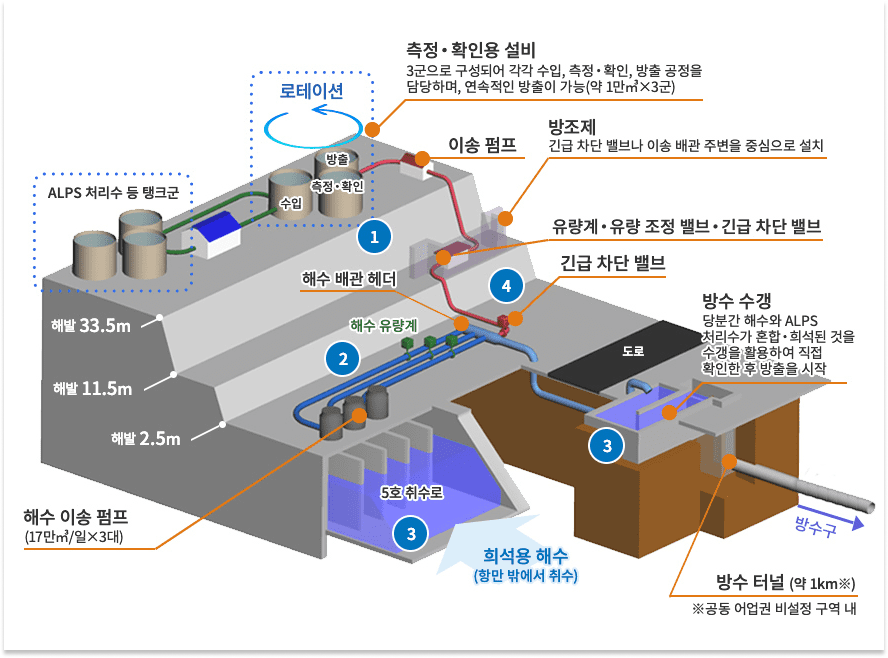 측정・확인용 설비
3군으로 구성되어 각각 수입, 측정・확인, 방출 공정을
담당하며, 연속적인 방출이 가능(약 1만㎥×3군)
로테이션
이송 펌프
방조제
긴급 차단 밸브나 이송 배관 주변을 중심으로 설치
방출
측정・확인
수입
ALPS 처리수 등 탱크군
1
유량계・유량 조정 밸브・긴급 차단 밸브
긴급 차단 밸브
해수 배관 헤더
4
방수 수갱
당분간 해수와 ALPS
처리수가 혼합・희석된 것을
수갱을 활용하여 직접
확인한 후 방출을 시작
해발 33.5m
해수 유량계
도로
2
해발 11.5m
해발 2.5m
3
5호 취수로
해수 이송 펌프
(17만㎥/일×3대)
3
방수구
희석용 해수
(항만 밖에서 취수)
방수 터널 (약 1km※)
※공동 어업권 비설정 구역 내